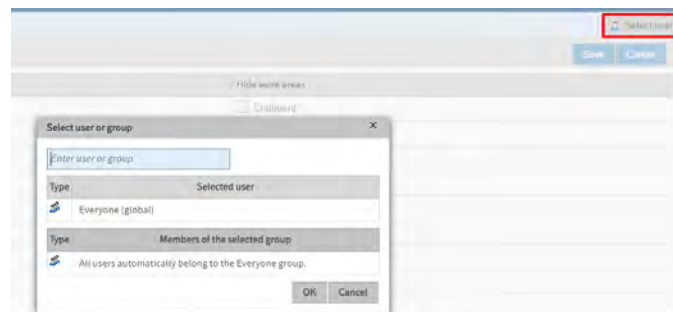 Select user
Save Cancel
Hide work areas
Clipboard
Select user or group ×
Enter user or group
Type Selected user
Everyone (global)
Type Members of the selected group
All users automatically belong to the Everyone group.
OK Cancel